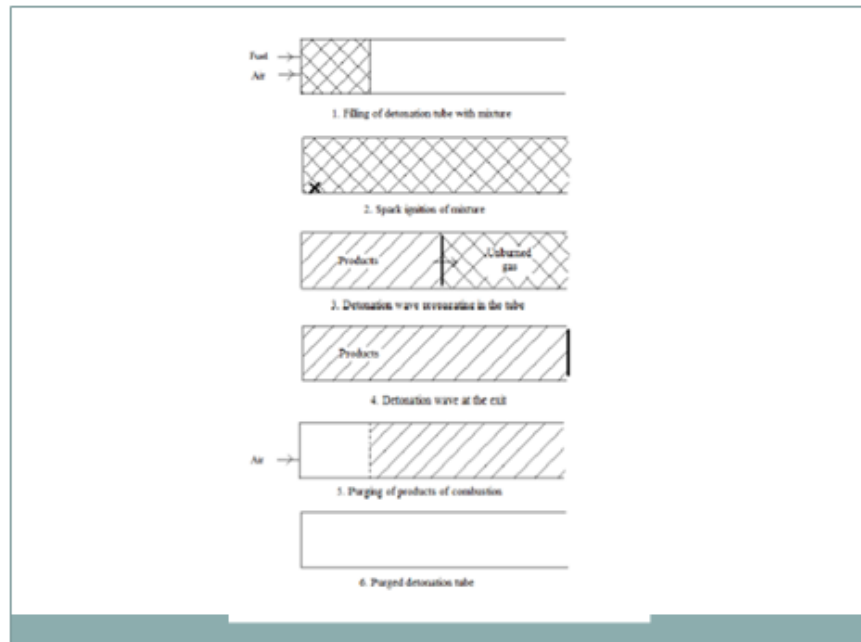 Fuel
Air
1. Filling of detonation tube with mixture
2. Spark ignition of mixture
Products
Unburned
gas
3. Detonation wave propagating in the tube
Products
4. Detonation wave at the exit
Air
5. Purging of products of combustion
6. Purged detonation tube